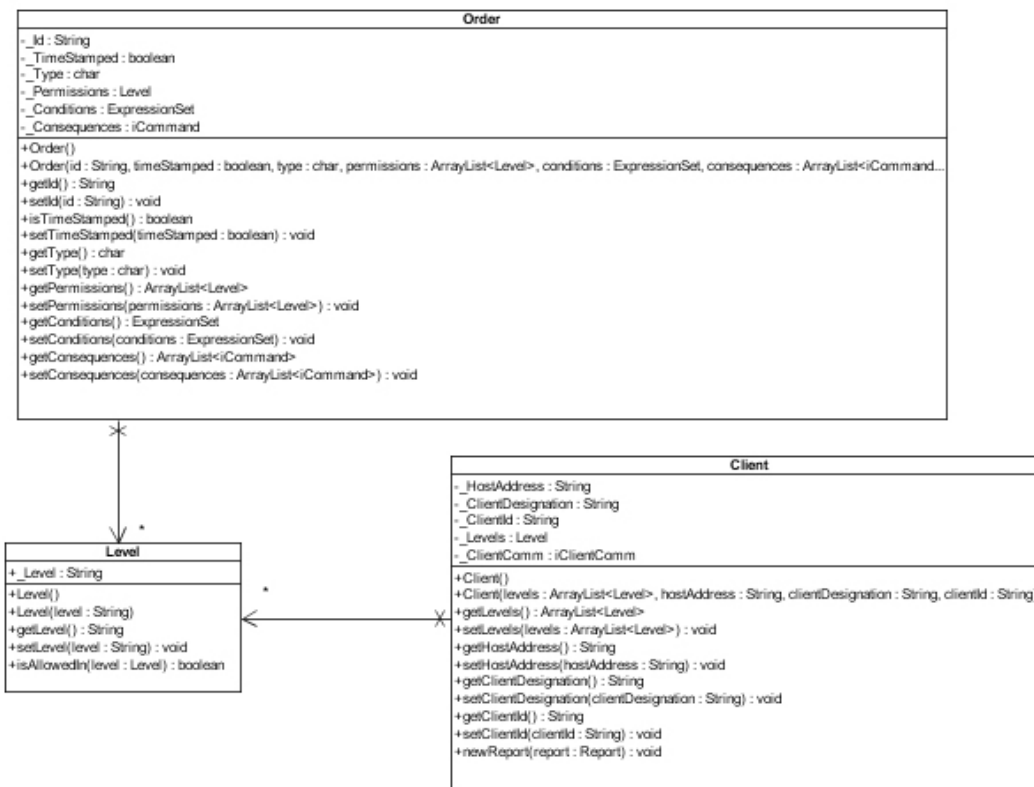 Order
-_Id : String
-_TimeStamped : boolean
-_Type : char
-_Permissions : Level
-_Conditions : ExpressionSet
-_Consequences : iCommand
+Order()
+Order(id : String, timeStamped : boolean, type : char, permissions : ArrayList<Level>, conditions : ExpressionSet, consequences : ArrayList<iCommand...
+getId() : String
+setId(id : String) : void
+isTimeStamped() : boolean
+setTimeStamped(timeStamped : boolean) : void
+getType() : char
+setType(type : char) : void
+getPermissions() : ArrayList<Level>
+setPermissions(permissions : ArrayList<Level>) : void
+getConditions() : ExpressionSet
+setConditions(conditions : ExpressionSet) : void
+getConsequences() : ArrayList<iCommand>
+setConsequences(consequences : ArrayList<iCommand>) : void
*
Level
+_Level : String
+Level()
+Level(level : String)
+getLevel() : String
+setLevel(level : String) : void
+isAllowedIn(level : Level) : boolean
*
Client
-_HostAddress : String
-_ClientDesignation : String
-_ClientId : String
-_Levels : Level
-_ClientComm : iClientComm
+Client()
+Client(levels : ArrayList<Level>, hostAddress : String, clientDesignation : String, clientId : String)
+getLevels() : ArrayList<Level>
+setLevels(levels : ArrayList<Level>) : void
+getHostAddress() : String
+setHostAddress(hostAddress : String) : void
+getClientDesignation() : String
+setClientDesignation(clientDesignation : String) : void
+getClientId() : String
+setClientId(clientId : String) : void
+newReport(report : Report) : void